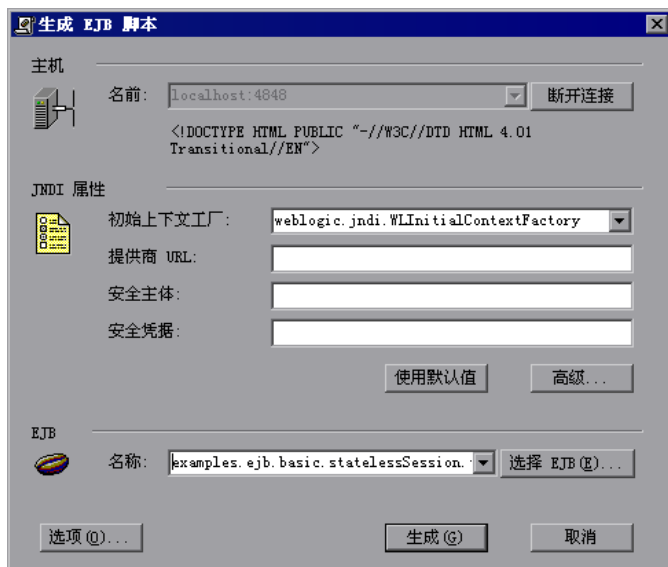 生成 EJB 脚本
主机
名前: localhost:4848 断开连接
<!DOCTYPE HTML PUBLIC "-//W3C//DTD HTML 4.01
Transitional//EN">
JNDI 属性
初始上下文工厂: weblogic.jndi.WLInitialContextFactory
提供商 URL:
安全主体:
安全凭据:
使用默认值 高级...
EJB
名称: examples.ejb.basic.statelessSession. 选择 EJB(E)...
选项(O)... 生成(G) 取消